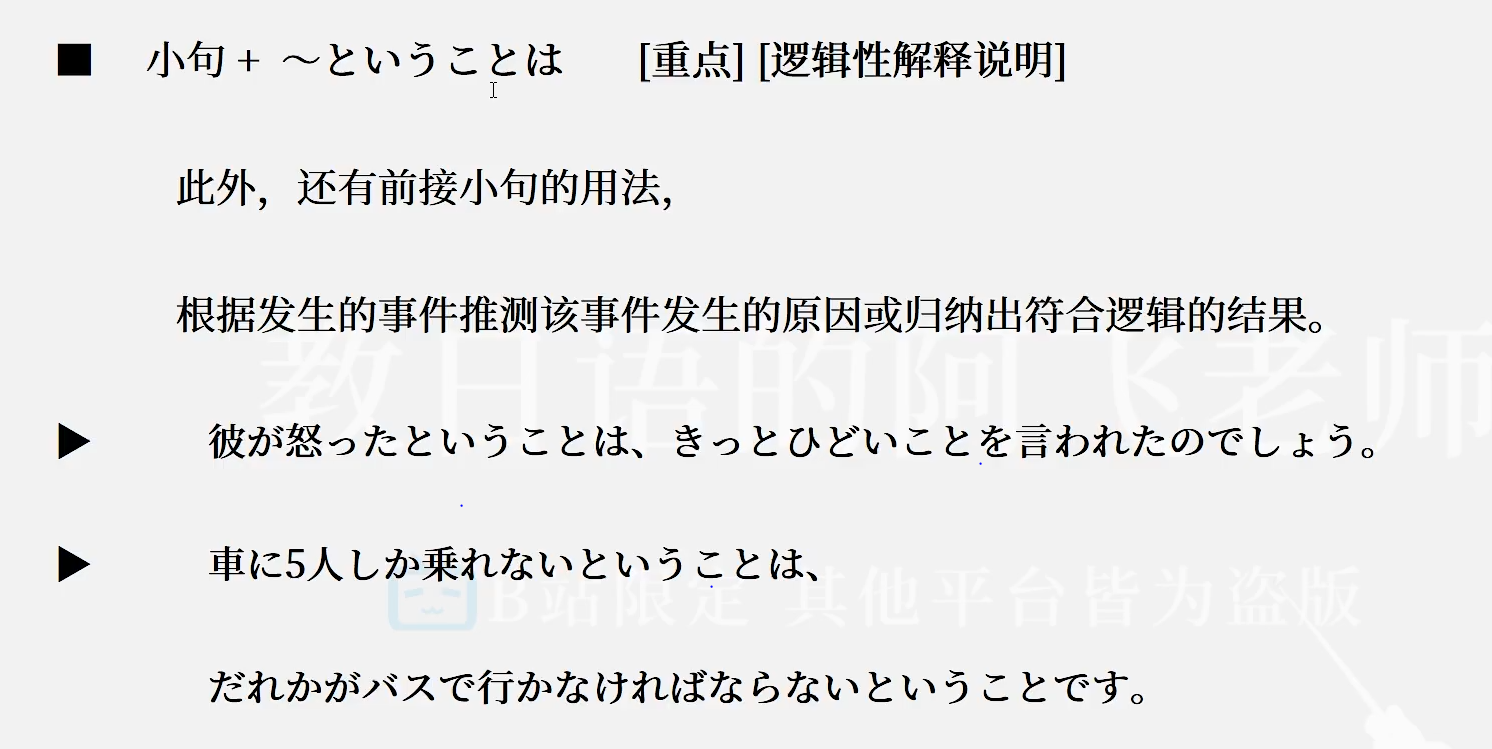 ■ 小句 + ～ということは [重点] [逻辑性解释说明]
此外，还有前接小句的用法，
根据发生的事件推测该事件发生的原因或归纳出符合逻辑的结果。
教日语的阿飞老师
▶ 彼が怒ったということは、きっとひどいことを言われたのでしょう。
▶ 車に5人しか乗れないということは、
B站限定 其他平台皆为盗版
だれかがバスで行かなければならないということです。